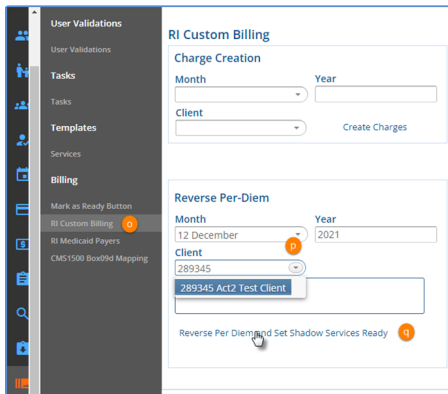 User Validations
User Validations
Tasks
Tasks
Templates
Services
Billing
Mark as Ready Button
RI Custom Billing o
RI Medicaid Payers
CMS1500 Box09d Mapping
RI Custom Billing
Charge Creation
Month Year
Client
Create Charges
Reverse Per-Diem
Month Year
12 December 2021
p
Client
289345
289345 Act2 Test Client
Reverse Per Diem and Set Shadow Services Ready q